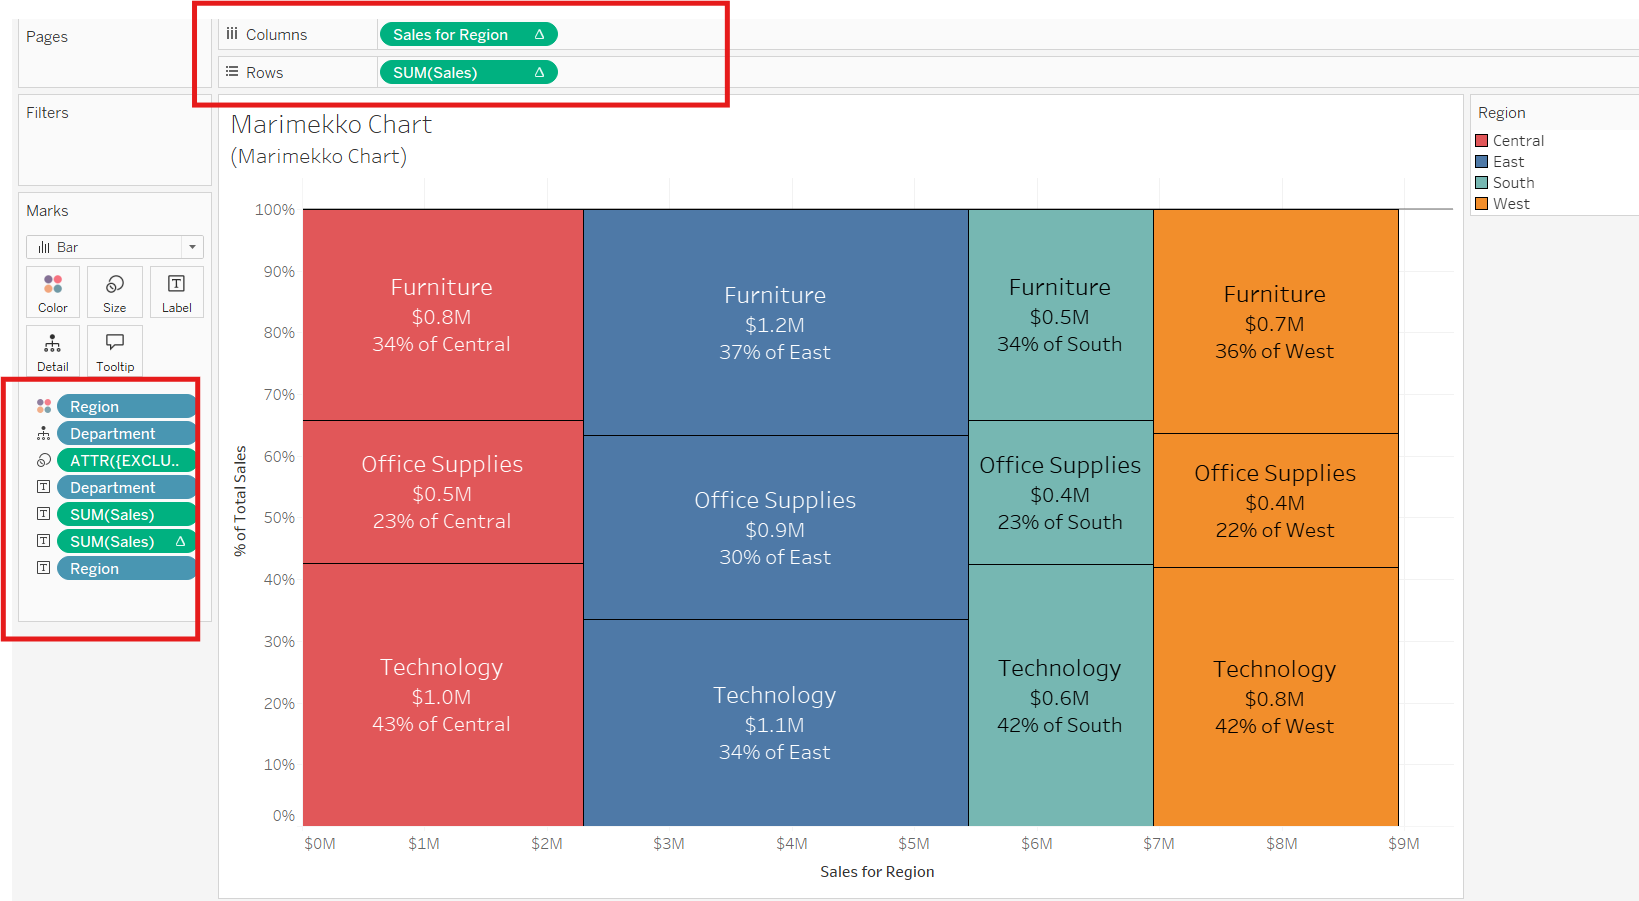 Pages
Columns
Sales for Region
Rows
SUM(Sales)
Filters
Marks
Bar
Color
Size
Label
Detail
Tooltip
Region
Department
ATTR({EXCLU..
Department
SUM(Sales)
SUM(Sales)
Region
Marimekko Chart
(Marimekko Chart)
% of Total Sales
100%
90%
80%
70%
60%
50%
40%
30%
20%
10%
0%
Furniture
$0.8M
34% of Central
Office Supplies
$0.5M
23% of Central
Technology
$1.0M
43% of Central
Furniture
$1.2M
37% of East
Office Supplies
$0.9M
30% of East
Technology
$1.1M
34% of East
Furniture
$0.5M
34% of South
Office Supplies
$0.4M
23% of South
Technology
$0.6M
42% of South
Furniture
$0.7M
36% of West
Office Supplies
$0.4M
22% of West
Technology
$0.8M
42% of West
$0M
$1M
$2M
$3M
$4M
$5M
$6M
$7M
$8M
$9M
Sales for Region
Region
Central
East
South
West